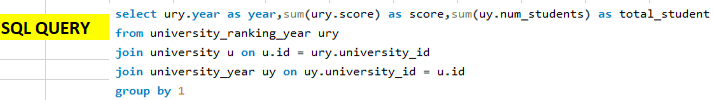 select ury.year as year,sum(ury.score) as score,sum(uy.num_students) as total_student
SQL QUERY
from university_ranking_year ury
join university u on u.id = ury.university_id
join university_year uy on uy.university_id = u.id
group by 1